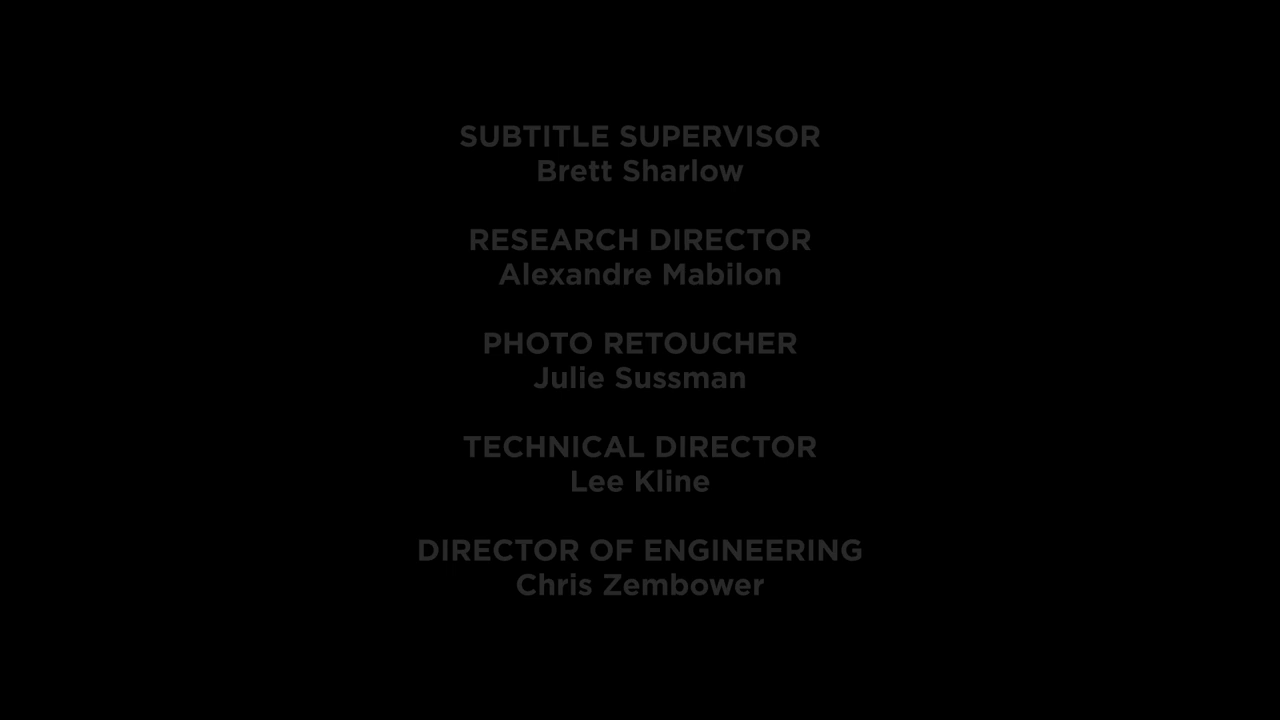 SUBTITLE SUPERVISOR
Brett Sharlow
RESEARCH DIRECTOR
Alexandre Mabilon
PHOTO RETOUCHER
Julie Sussman
TECHNICAL DIRECTOR
Lee Kline
DIRECTOR OF ENGINEERING
Chris Zembower